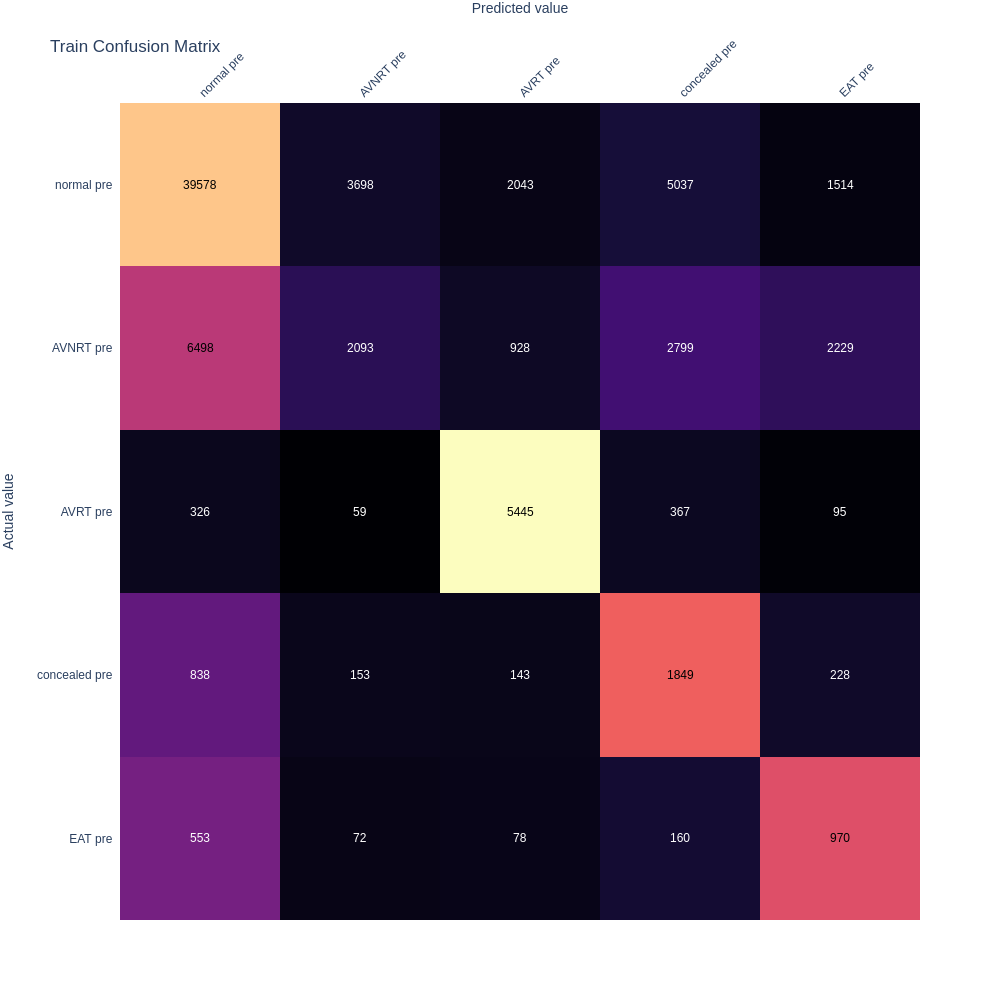 Predicted value
Train Confusion Matrix
normal pre AVNRT pre AVRT pre concealed pre EAT pre
normal pre 39578 3698 2043 5037 1514
AVNRT pre 6498 2093 928 2799 2229
Actual value
AVRT pre 326 59 5445 367 95
concealed pre 838 153 143 1849 228
EAT pre 553 72 78 160 970